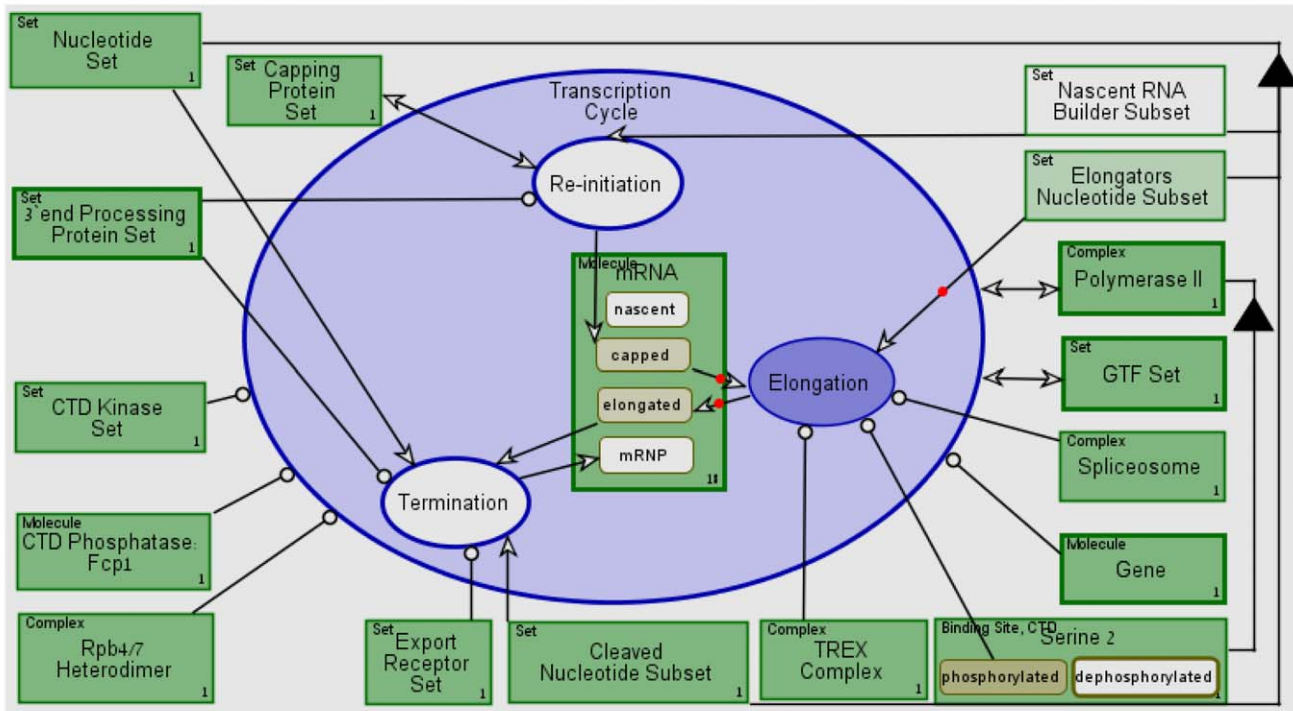 Set
Nucleotide
Set
1
Set
Capping
Protein
Set
1
Transcription
Cycle
Set
Nascent RNA
Builder Subset
Re-initiation
Set
Elongators
Nucleotide Subset
Set
3`end Processing
Protein Set
1
Molecule
mRNA
nascent
capped
elongated
mRNP
Elongation
Complex
Polymerase II
1
Set
GTF Set
1
Set
CTD Kinase
Set
1
Complex
Spliceosome
1
Termination
Molecule
CTD Phosphatase:
Fcp1
1
Molecule
Gene
1
Complex
Rpb4/7
Heterodimer
1
Set
Export
Receptor
Set
1
Set
Cleaved
Nucleotide Subset
1
Complex
TREX
Complex
1
Binding Site, CTD
Serine 2
phosphorylated
dephosphorylated
1